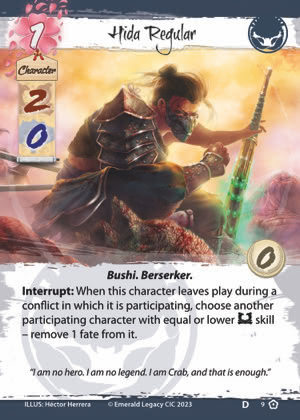 Hida Regular
1
Character
2
0
0
Bushi. Berserker.
Interrupt: When this character leaves play during a
conflict in which it is participating, choose another
participating character with equal or lower skill
– remove 1 fate from it.
"I am no hero. I am no legend. I am Crab, and that is enough."
ILLUS: Héctor Herrera © Emerald Legacy CIC 2023 D 9